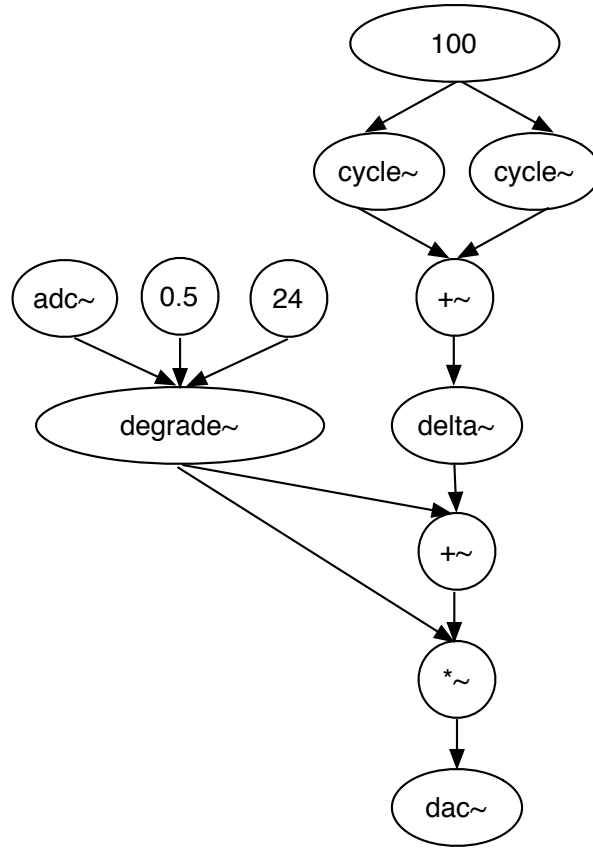 100
cycle~
cycle~
adc~
0.5
24
+~
degrade~
delta~
+~
*~
dac~